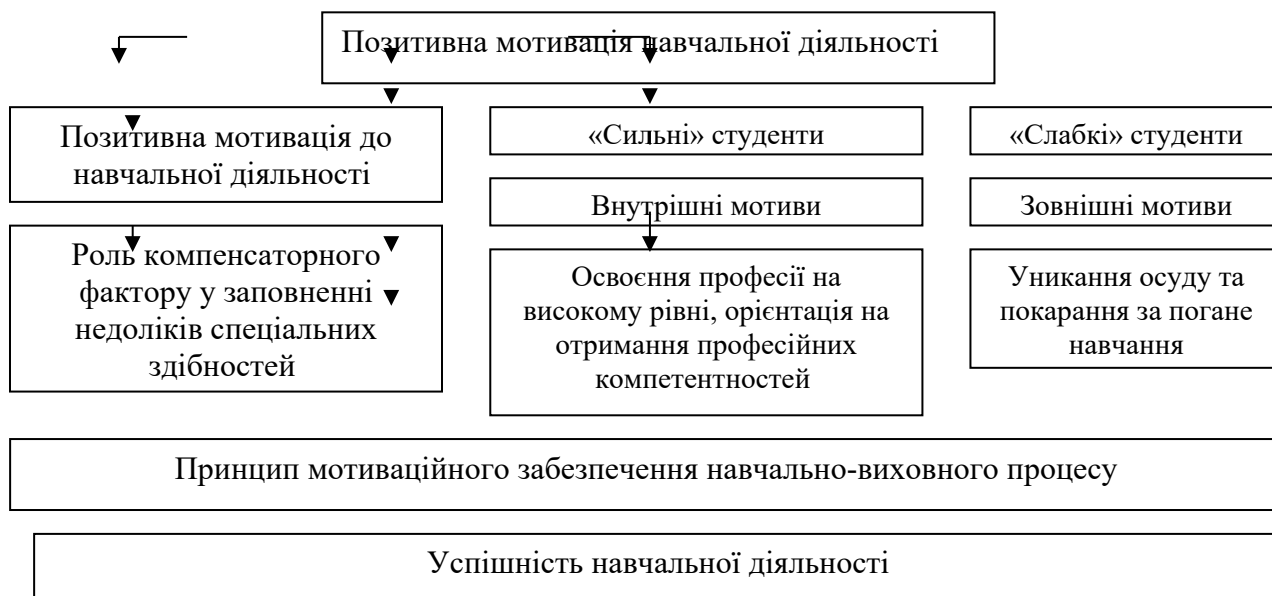 Позитивна мотивація навчальної діяльності
Позитивна мотивація до
навчальної діяльності
«Сильні» студенти
«Слабкі» студенти
Внутрішні мотиви
Зовнішні мотиви
Роль компенсаторного
фактору у заповненні
недоліків спеціальних
здібностей
Освоєння професії на
високому рівні, орієнтація на
отримання професійних
компетентностей
Уникання осуду та
покарання за погане
навчання
Принцип мотиваційного забезпечення навчально-виховного процесу
Успішність навчальної діяльності